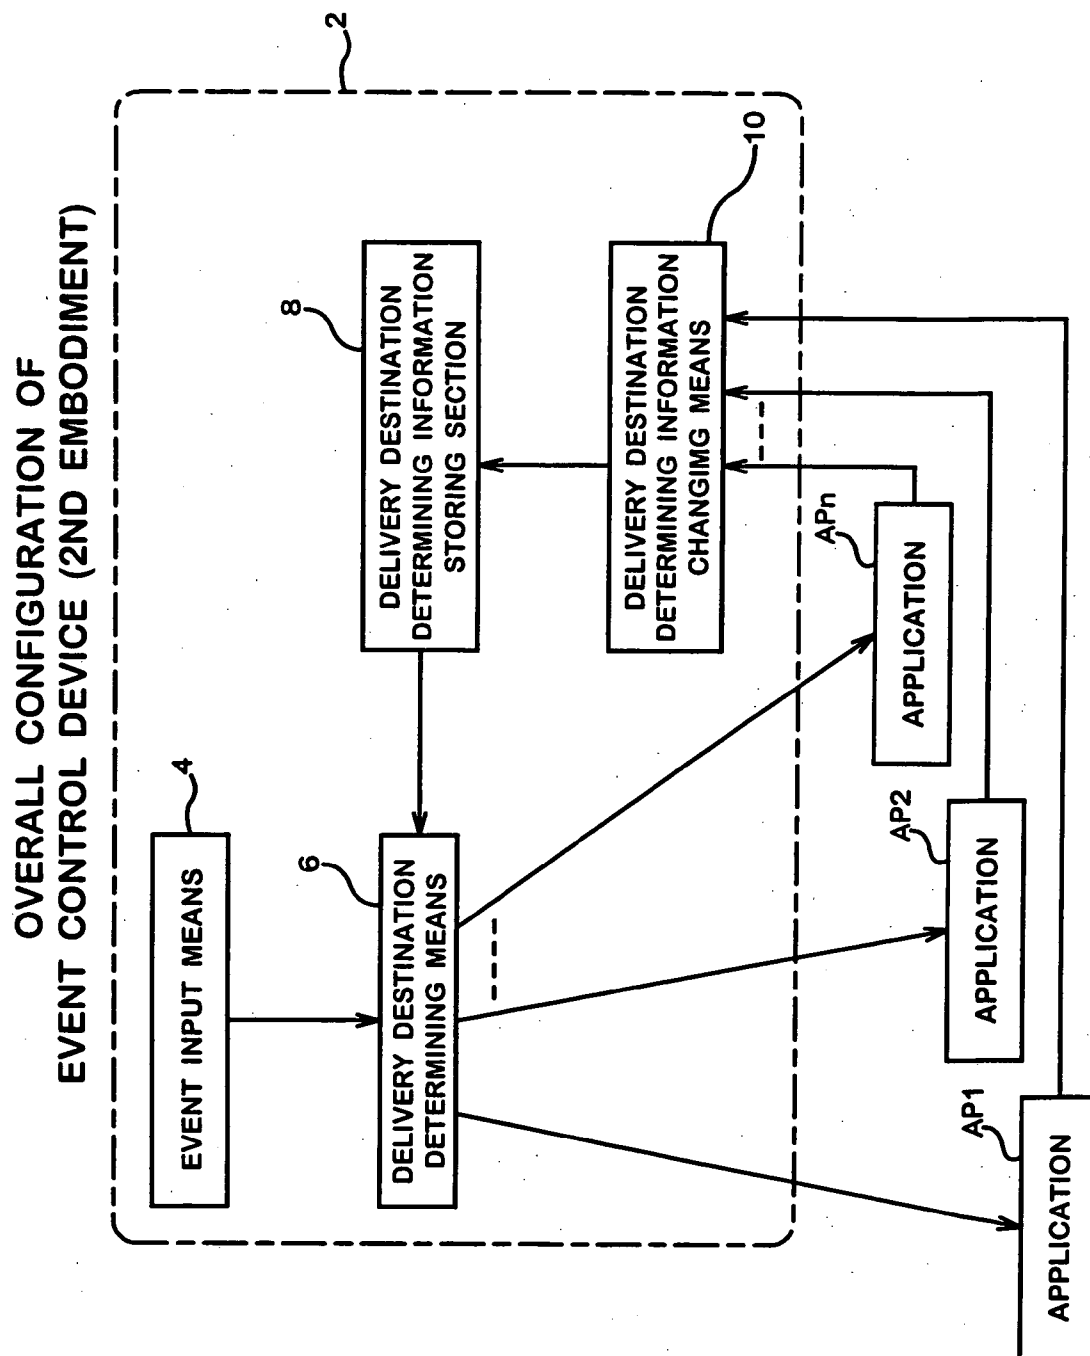 OVERALL CONFIGURATION OF
EVENT CONTROL DEVICE (2ND EMBODIMENT)
2
4
EVENT INPUT MEANS
6
DELIVERY DESTINATION
DETERMINING MEANS
8
DELIVERY DESTINATION
DETERMINING INFORMATION
STORING SECTION
10
DELIVERY DESTINATION
DETERMINING INFORMATION
CHANGIMG MEANS
AP1
APPLICATION
AP2
APPLICATION
APn
APPLICATION